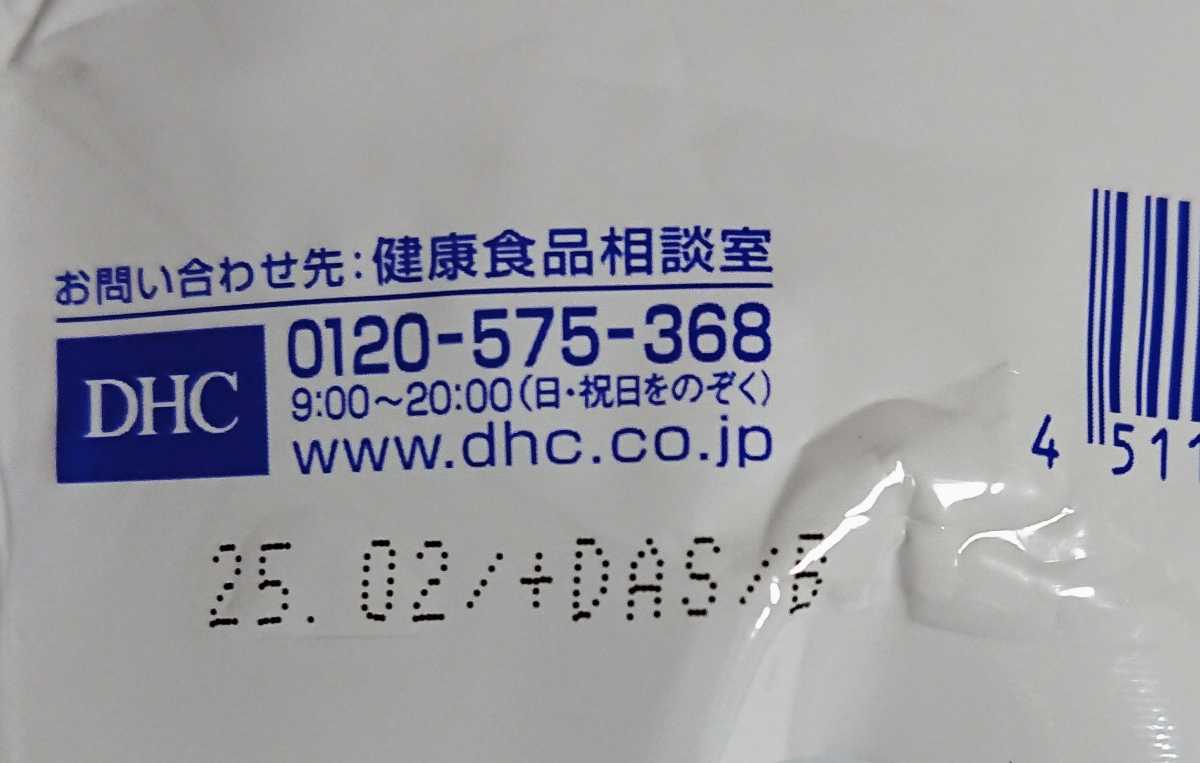 お問い合わせ先:健康食品相談室
DHC
0120-575-368
9:00~20:00(日・祝日をのぞく)
www.dhc.co.jp
4 511
25. 02/+DAS/B